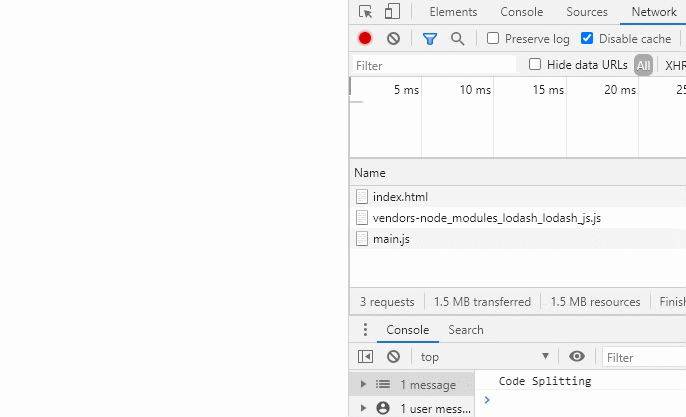 Elements Console Sources Network
Preserve log Disable cache
Filter Hide data URLs All XHR
5 ms 10 ms 15 ms 20 ms 25
Name
index.html
vendors-node_modules_lodash_lodash_js.js
main.js
3 requests 1.5 MB transferred 1.5 MB resources Finish
Console Search
top Filter
1 message Code Splitting
1 user mess...